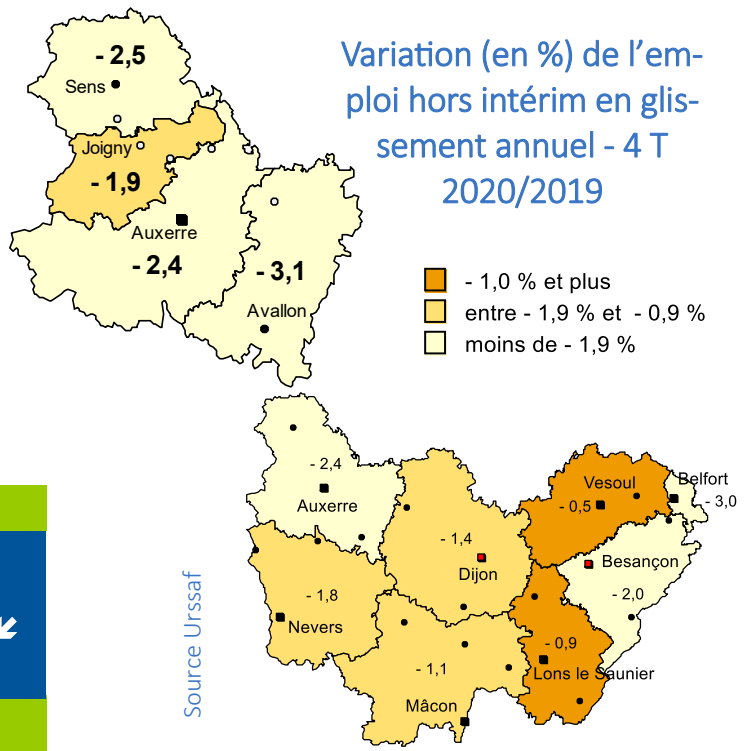 Variation (en %) de l’em-
ploi hors intérim en glis-
sement annuel - 4 T
2020/2019
- 2,5
Sens
Joigny
- 1,9
Auxerre
- 2,4
- 3,1
Avallon
- 1,0 % et plus
entre - 1,9 % et - 0,9 %
moins de - 1,9 %
- 2,4
Auxerre
Vesoul
- 0,5
Belfort
- 3,0
- 1,4
Dijon
Besançon
- 2,0
- 1,8
Nevers
- 0,9
Lons le Saunier
- 1,1
Mâcon
Source Urssaf